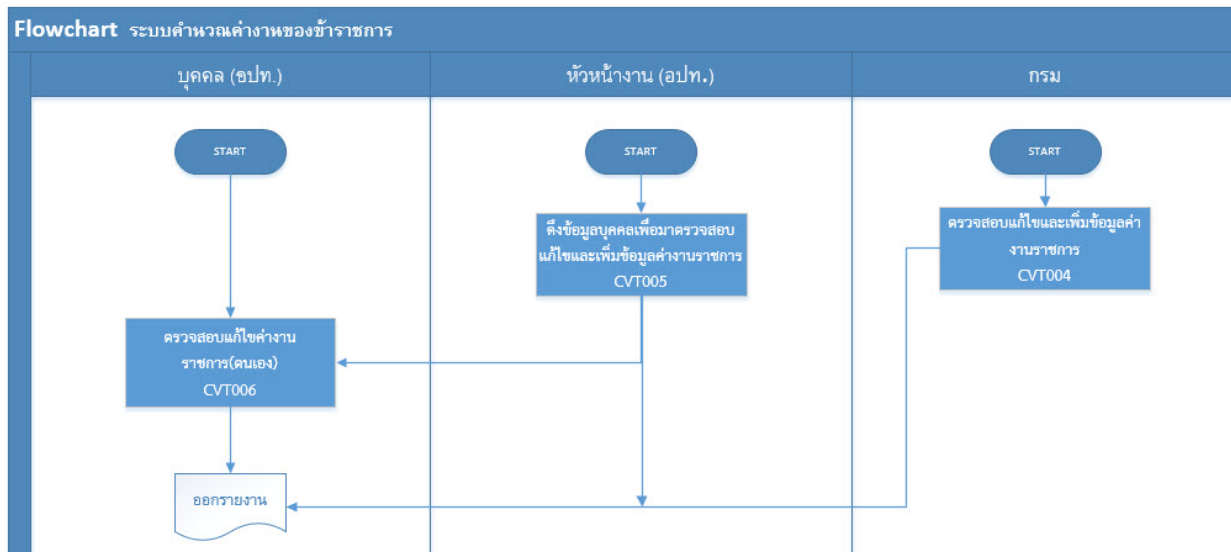 Flowchart ระบบคำนวณค่างานของข้าราชการ
บุคคล (อปท.)
หัวหน้างาน (อปท.)
กรม
START
START
START
ดึงข้อมูลบุคคลเพื่อมาตรวจสอบ
แก้ไขและเพิ่มข้อมูลค่างานราชการ
CVT005
ตรวจสอบแก้ไขและเพิ่มข้อมูลค่า
งานราชการ
CVT004
ตรวจสอบแก้ไขค่างาน
ราชการ(ตนเอง)
CVT006
ออกรายงาน